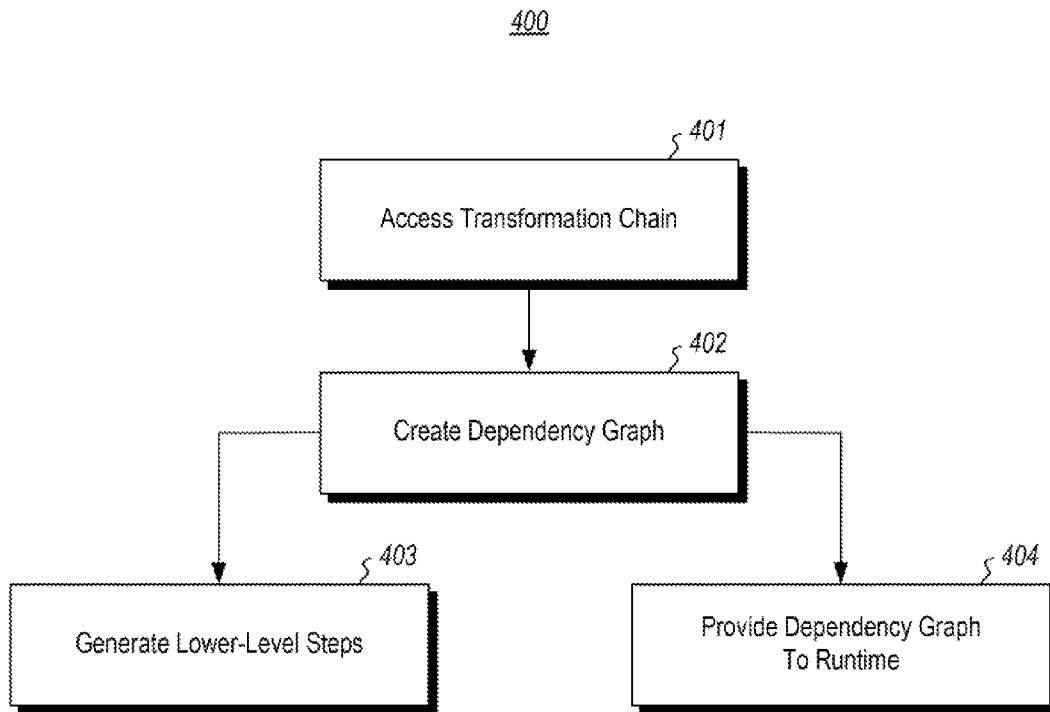 400
401
Access Transformation Chain
402
Create Dependency Graph
403
Generate Lower-Level Steps
404
Provide Dependency Graph
To Runtime